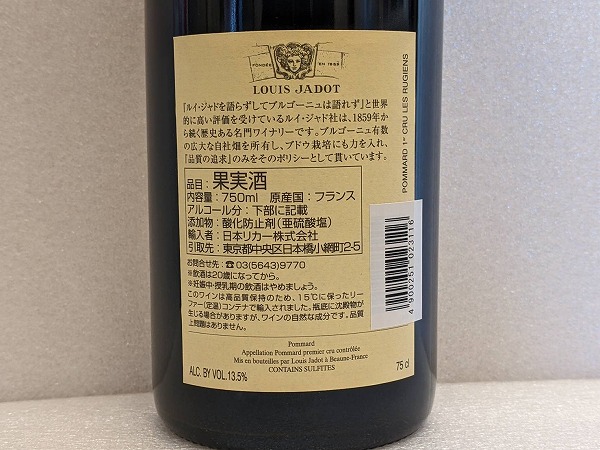 FONDÉE EN 1859
LOUIS JADOT
『ルイ・ジャドを語らずしてブルゴーニュは語れず』と世界
的に高い評価を受けているルイ・ジャド社は、1859年か
ら続く歴史ある名門ワイナリーです。ブルゴーニュ有数
の広大な自社畑を所有し、ブドウ栽培にも力を入れ、
『品質の追求』のみをそのポリシーとして貫いています。
品目：果実酒
内容量：750ml 原産国：フランス
アルコール分：下部に記載
添加物：酸化防止剤（亜硫酸塩）
輸入者：日本リカー株式会社
引取先：東京都中央区日本橋小網町2-5
お問合せ先：☎03(5643)9770
※飲酒は20歳になってから。
※妊娠中・授乳期の飲酒はやめましょう。
このワインは高品質保持のため、15℃に保ったリー
ファー(定温)コンテナで輸入されました。瓶底に沈殿物が
生じる場合がありますが、ワインの自然な成分です。品質
上問題ありません。
Pommard
Appellation Pommard premier cru contrôlée
Mis en bouteilles par Louis Jadot à Beaune-France
CONTAINS SULFITES
ALC. BY VOL.13.5%
75 cl
POMMARD 1er CRU LES RUGIENS
4 900251 023116